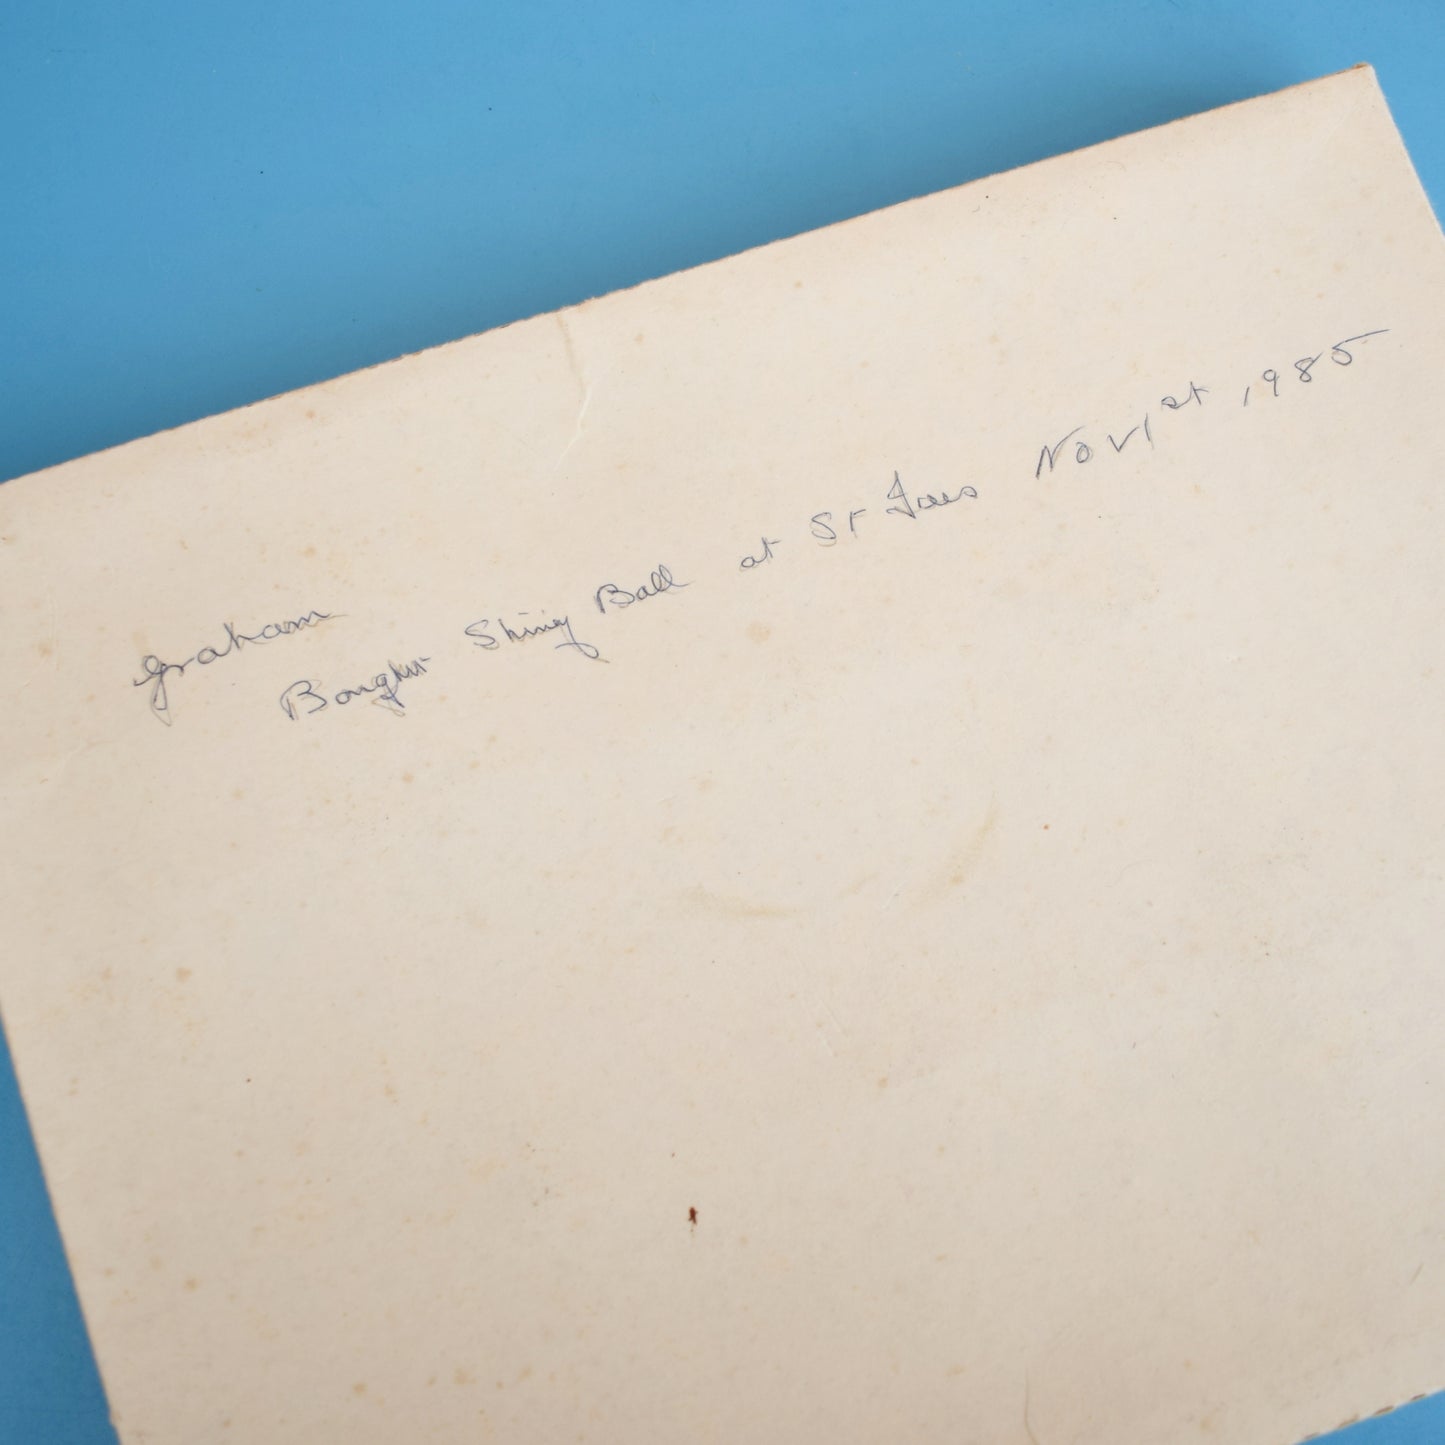 Graham
Bought Shiny Ball at St Ives Nov 1st 1985